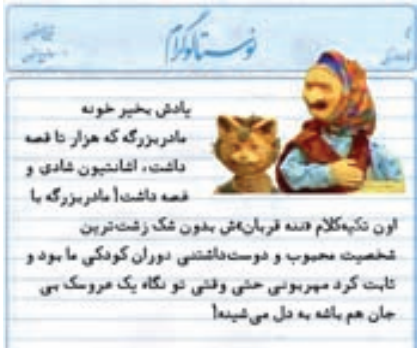 نوستالوگرام
یادش بخیر خونه
مادربزرگه که هزار تا قصه
داشت، اشانتیون شادی و
قصه داشت! مادربزرگه با
اون تکیه‌کلام «ننه قربان»ش بدون شک زشت‌ترین
شخصیت محبوب و دوست‌داشتنی دوران کودکی ما بود و
ثابت کرد مهربونی حتی وقتی تو نگاه یک عروسک بی
جان هم باشه به دل می‌شینه!